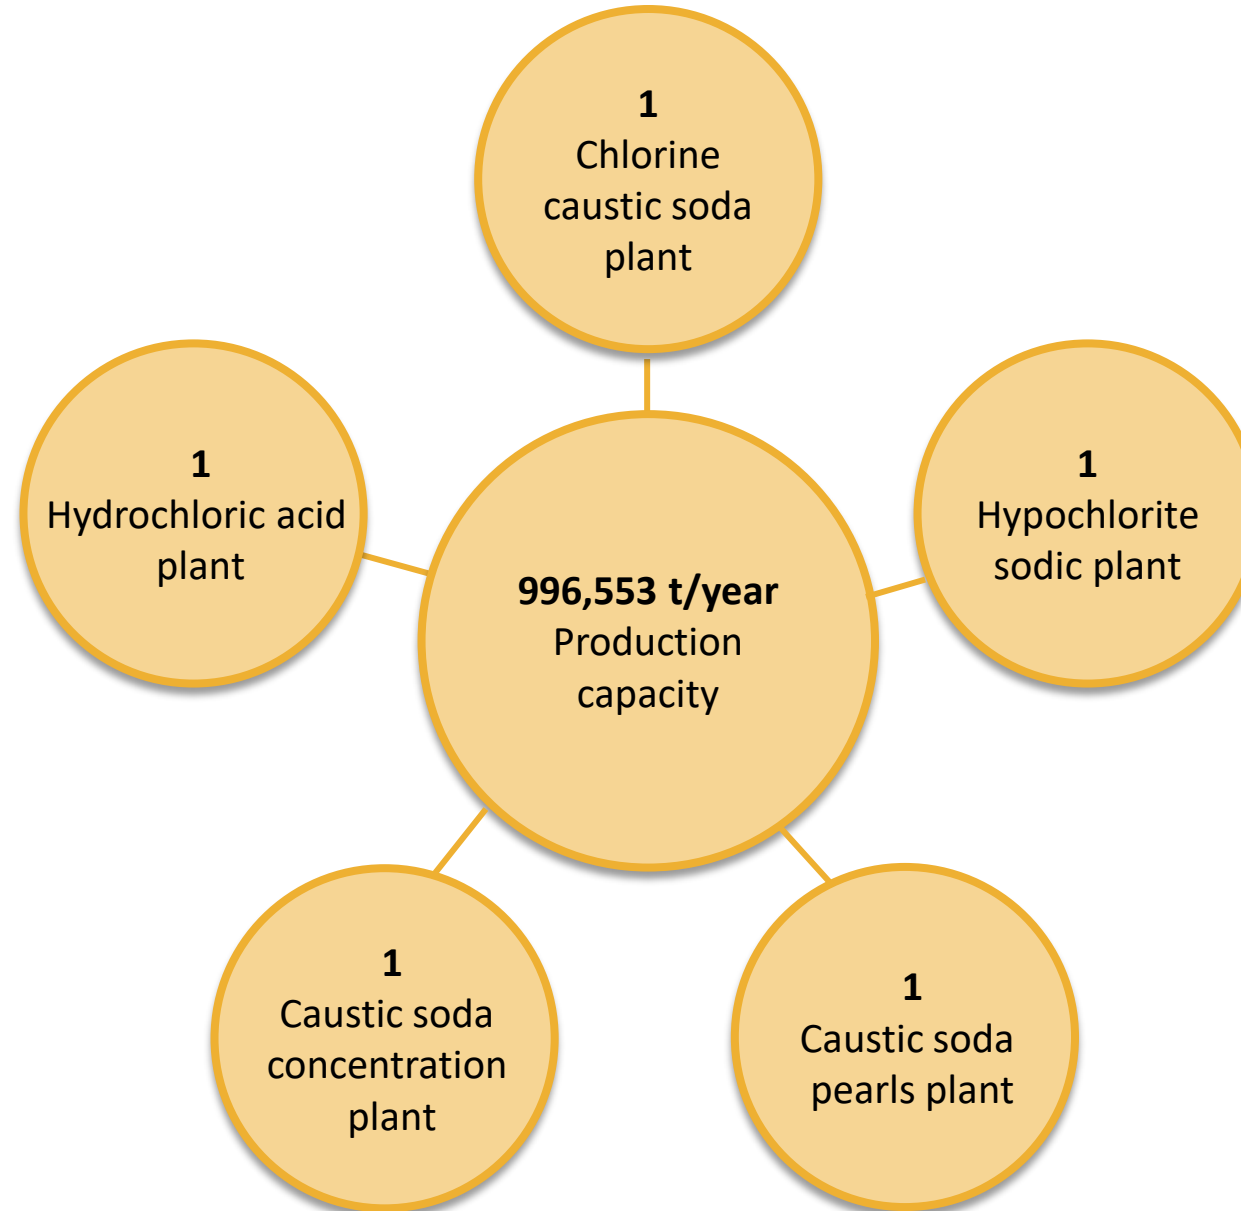 1
Chlorine
caustic soda
plant
1
Hydrochloric acid
plant
1
Hypochlorite
sodic plant
996,553 t/year
Production
capacity
1
Caustic soda
concentration
plant
1
Caustic soda
pearls plant